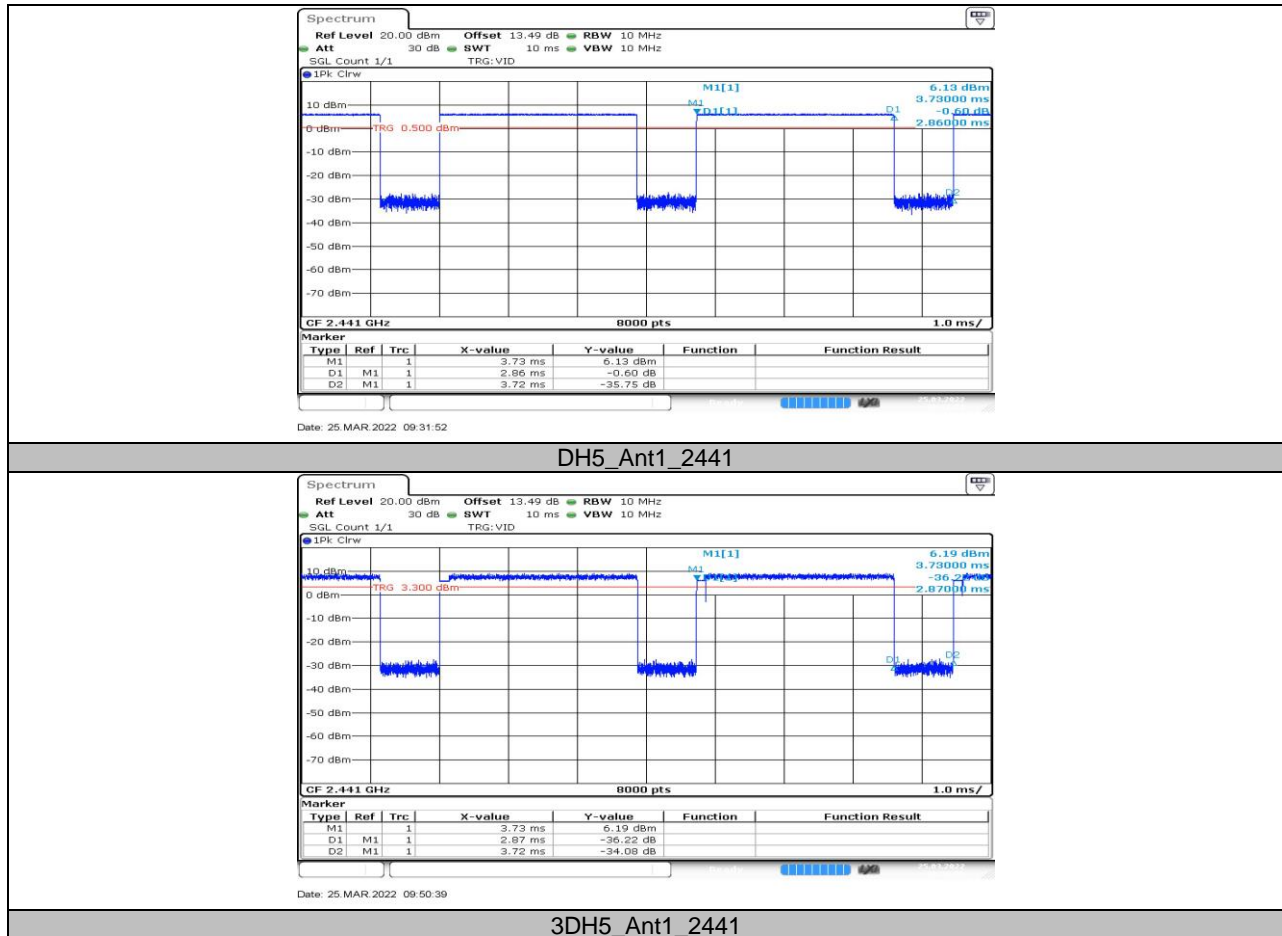 Spectrum
Ref Level 20.00 dBm Offset 13.49 dB RBW 10 MHz
Att 30 dB SWT 10 ms VBW 10 MHz
SGL Count 1/1 TRG: VID
1Pk Clrw
M1[1] 6.13 dBm
3.73000 ms
10 dBm
M1
D1[1] -0.60 dB
D1
2.86000 ms
0 dBm
TRG 0.500 dBm
-10 dBm
-20 dBm
-30 dBm
D2
-40 dBm
-50 dBm
-60 dBm
-70 dBm
CF 2.441 GHz 8000 pts 1.0 ms/
Marker
Type Ref Trc X-value Y-value Function Function Result
M1 1 3.73 ms 6.13 dBm
D1 M1 1 2.86 ms -0.60 dB
D2 M1 1 3.72 ms -35.75 dB
Date: 25.MAR.2022 09:31:52
DH5_Ant1_2441
Spectrum
Ref Level 20.00 dBm Offset 13.49 dB RBW 10 MHz
Att 30 dB SWT 10 ms VBW 10 MHz
SGL Count 1/1 TRG: VID
1Pk Clrw
M1[1] 6.19 dBm
3.73000 ms
10 dBm
M1
2.87000 ms
TRG 3.300 dBm
0 dBm
-10 dBm
-20 dBm
-30 dBm
D1
D2
-40 dBm
-50 dBm
-60 dBm
-70 dBm
CF 2.441 GHz 8000 pts 1.0 ms/
Marker
Type Ref Trc X-value Y-value Function Function Result
M1 1 3.73 ms 6.19 dBm
D1 M1 1 2.87 ms -36.22 dB
D2 M1 1 3.72 ms -34.08 dB
Date: 25.MAR.2022 09:50:39
3DH5_Ant1_2441